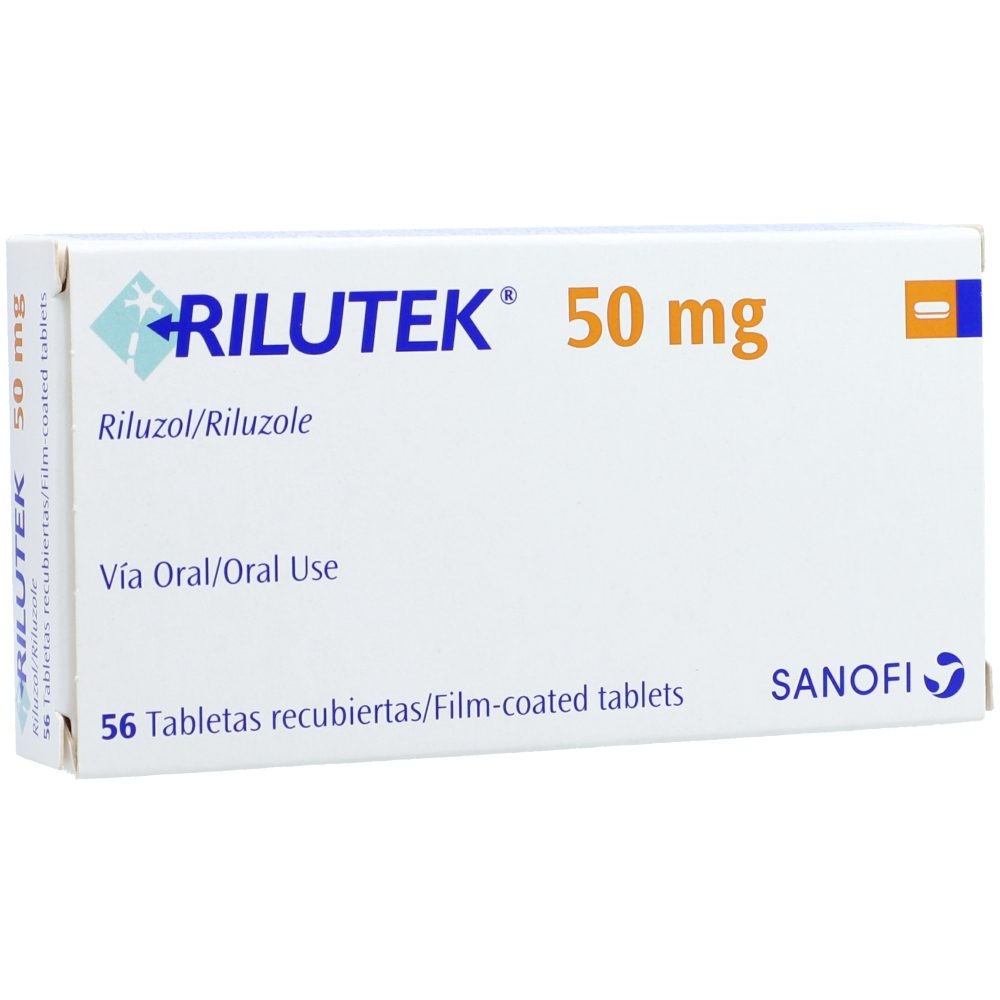 RILUTEK® 50 mg
Riluzol/Riluzole
Vía Oral/Oral Use
56 Tabletas recubiertas/Film-coated tablets
SANOFI
RILUTEK 50 mg
Riluzol/Riluzole
56 Tabletas recubiertas/Film-coated tablets